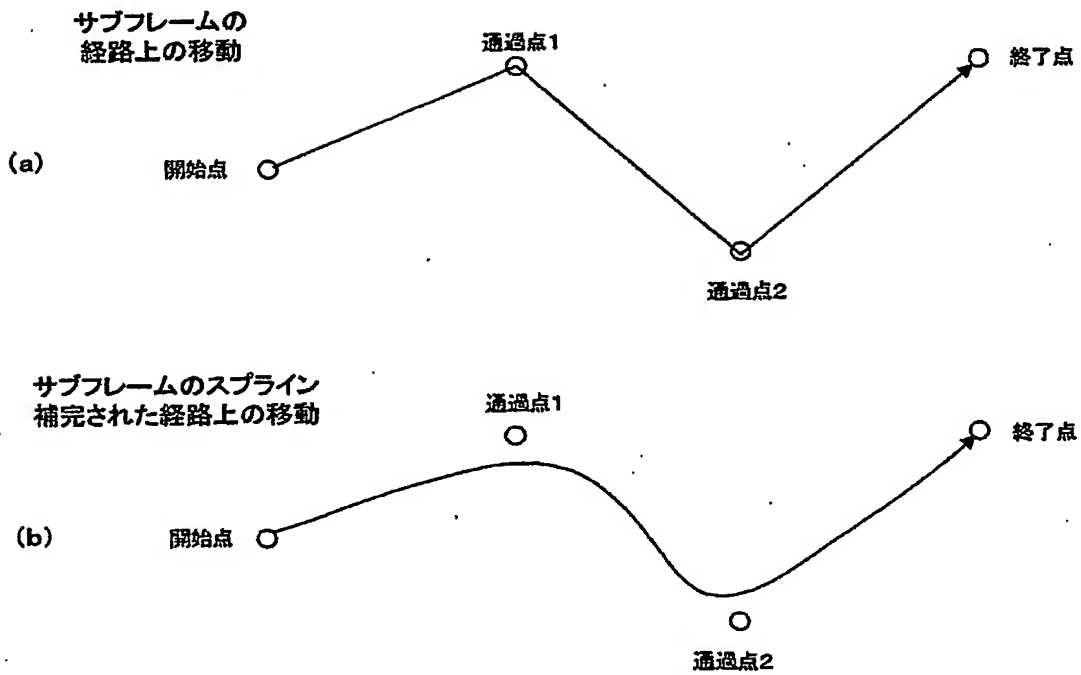 サブフレームの
経路上の移動
通過点1
終了点
(a)
開始点
通過点2
サブフレームのスプライン
補完された経路上の移動
通過点1
終了点
(b)
開始点
通過点2